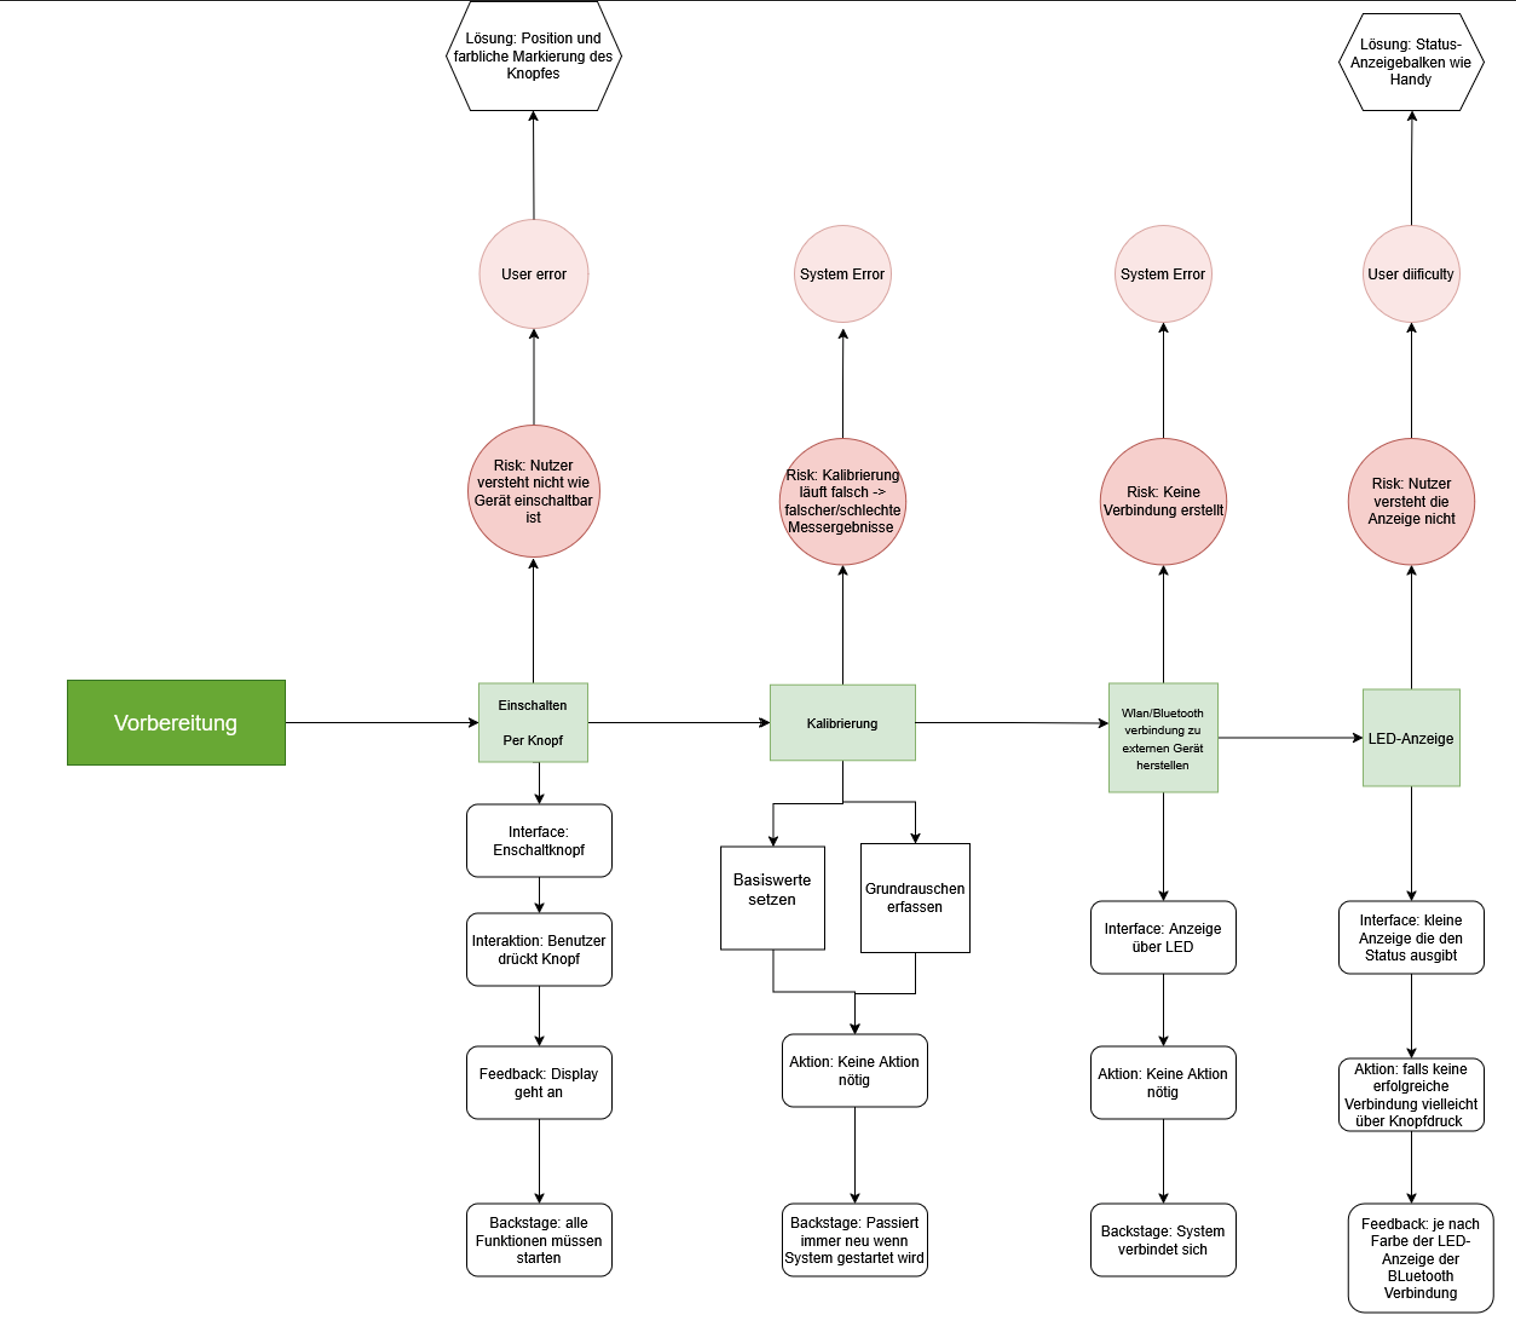 Lösung: Position und
farbliche Markierung des
Knopfes
Lösung: Status-
Anzeigebalken wie
Handy
User error
System Error
System Error
User diificulty
Risk: Nutzer
versteht nicht wie
Gerät einschaltbar
ist
Risk: Kalibrierung
läuft falsch ->
falscher/schlechte
Messergebnisse
Risk: Keine
Verbindung erstellt
Risk: Nutzer
versteht die
Anzeige nicht
Vorbereitung
Einschalten
Per Knopf
Kalibrierung
Wlan/Bluetooth
verbindung zu
externen Gerät
herstellen
LED-Anzeige
Interface:
Enschaltknopf
Interaktion: Benutzer
drückt Knopf
Feedback: Display
geht an
Backstage: alle
Funktionen müssen
starten
Basiswerte
setzen
Grundrauschen
erfassen
Aktion: Keine Aktion
nötig
Backstage: Passiert
immer neu wenn
System gestartet wird
Interface: Anzeige
über LED
Aktion: Keine Aktion
nötig
Backstage: System
verbindet sich
Interface: kleine
Anzeige die den
Status ausgibt
Aktion: falls keine
erfolgreiche
Verbindung vielleicht
über Knopfdruck
Feedback: je nach
Farbe der LED-
Anzeige der
BLuetooth
Verbindung